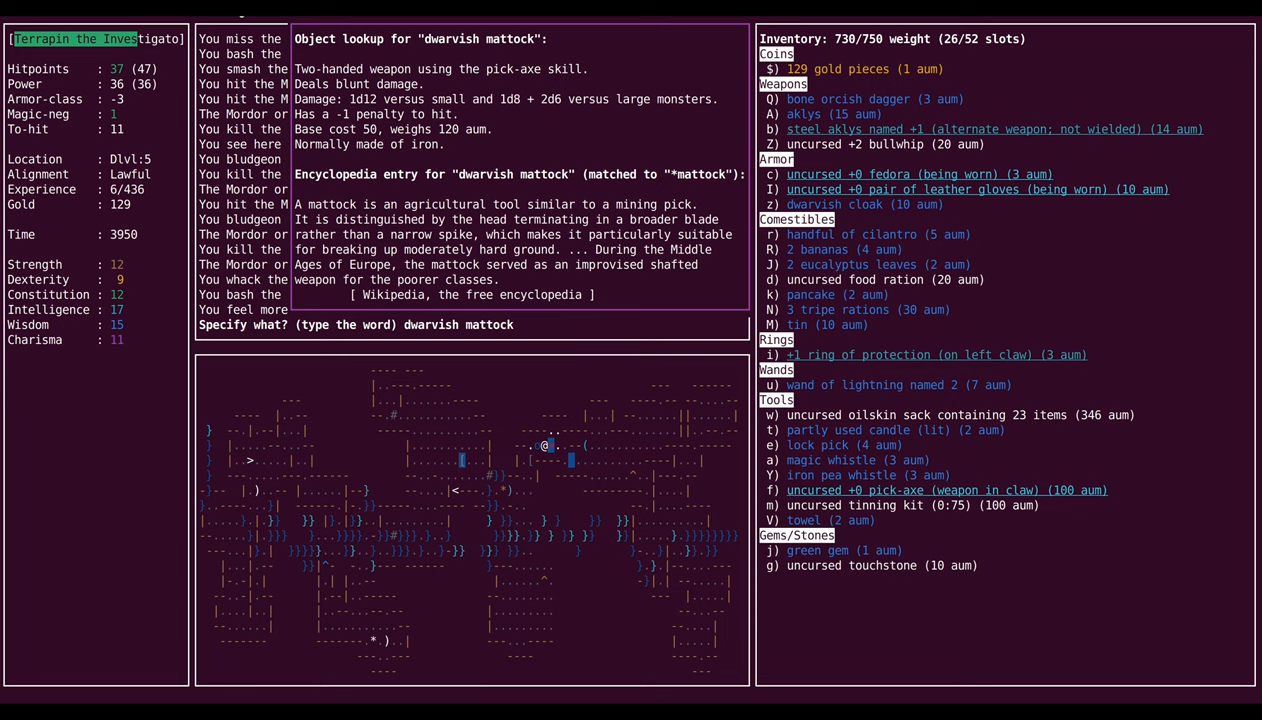 [Terrapin the Investigato]
Hitpoints : 37 (47)
Power : 36 (36)
Armor-class : -3
Magic-neg : 1
To-hit : 11
Location : Dlvl:5
Alignment : Lawful
Experience : 6/436
Gold : 129
Time : 3950
Strength : 12
Dexterity : 9
Constitution : 12
Intelligence : 17
Wisdom : 15
Charisma : 11
You miss the
You bash the
You smash the
You hit the M
You hit the M
The Mordor or
You kill the
You see here
You bludgeon
You kill the
The Mordor or
You hit the M
You bludgeon
The Mordor or
You kill the
The Mordor or
You whack the
You bash the
You feel more
Object lookup for "dwarvish mattock":
Two-handed weapon using the pick-axe skill.
Deals blunt damage.
Damage: 1d12 versus small and 1d8 + 2d6 versus large monsters.
Has a -1 penalty to hit.
Base cost 50, weighs 120 aum.
Normally made of iron.
Encyclopedia entry for "dwarvish mattock" (matched to "*mattock"):
A mattock is an agricultural tool similar to a mining pick.
It is distinguished by the head terminating in a broader blade
rather than a narrow spike, which makes it particularly suitable
for breaking up moderately hard ground. ... During the Middle
Ages of Europe, the mattock served as an improvised shafted
weapon for the poorer classes.
[ Wikipedia, the free encyclopedia ]
Specify what? (type the word) dwarvish mattock
Inventory: 730/750 weight (26/52 slots)
Coins
$) 129 gold pieces (1 aum)
Weapons
Q) bone orcish dagger (3 aum)
A) aklys (15 aum)
b) steel aklys named +1 (alternate weapon; not wielded) (14 aum)
Z) uncursed +2 bullwhip (20 aum)
Armor
c) uncursed +0 fedora (being worn) (3 aum)
I) uncursed +0 pair of leather gloves (being worn) (10 aum)
z) dwarvish cloak (10 aum)
Comestibles
r) handful of cilantro (5 aum)
R) 2 bananas (4 aum)
J) 2 eucalyptus leaves (2 aum)
d) uncursed food ration (20 aum)
k) pancake (2 aum)
N) 3 tripe rations (30 aum)
M) tin (10 aum)
Rings
i) +1 ring of protection (on left claw) (3 aum)
Wands
u) wand of lightning named 2 (7 aum)
Tools
w) uncursed oilskin sack containing 23 items (346 aum)
t) partly used candle (lit) (2 aum)
e) lock pick (4 aum)
a) magic whistle (3 aum)
Y) iron pea whistle (3 aum)
f) uncursed +0 pick-axe (weapon in claw) (100 aum)
m) uncursed tinning kit (0:75) (100 aum)
V) towel (2 aum)
Gems/Stones
j) green gem (1 aum)
g) uncursed touchstone (10 aum)